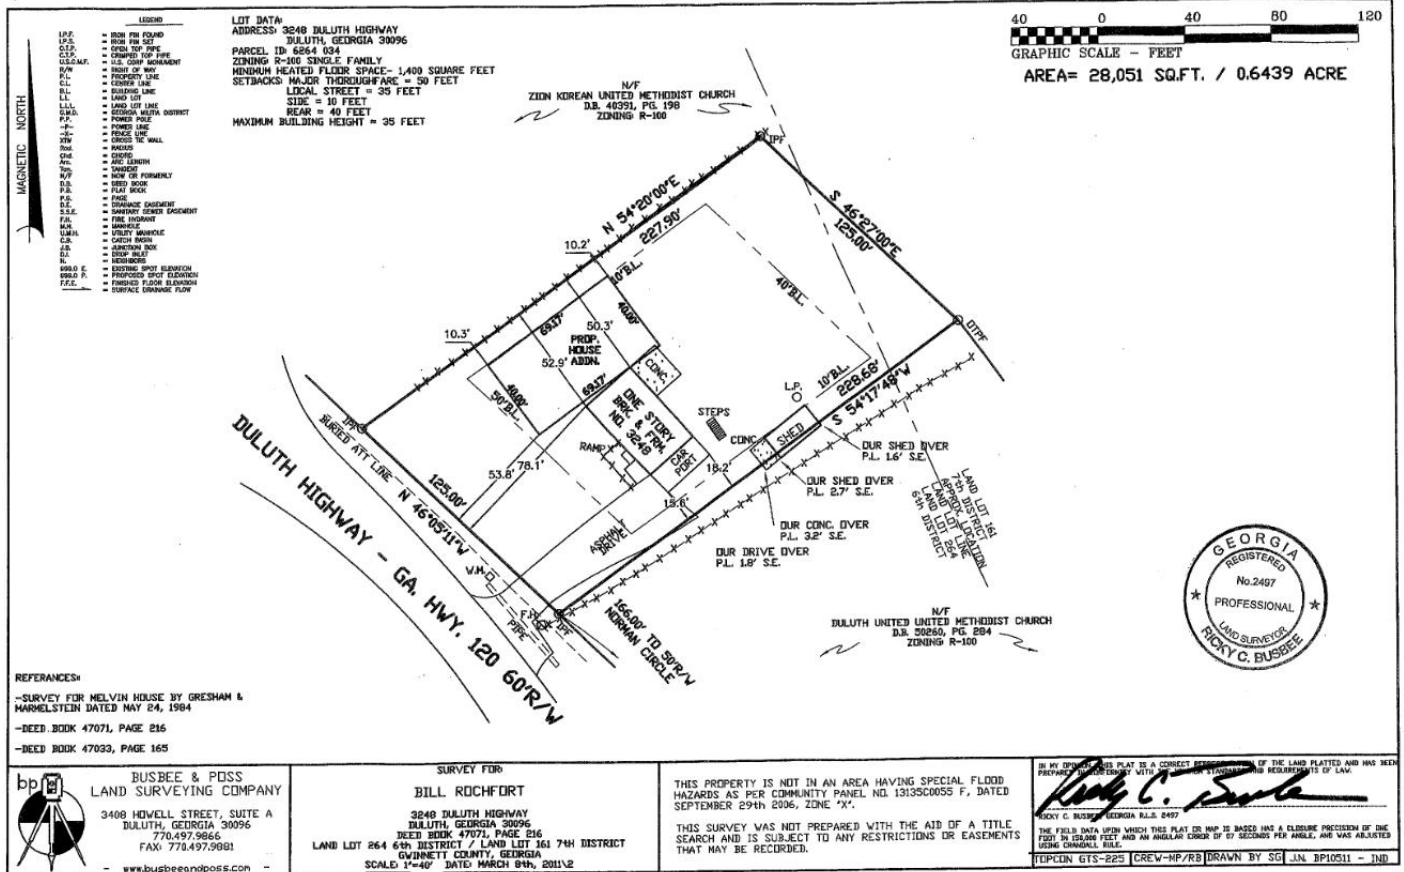 LEGEND
I.P.F. = IRON PIN FOUND
I.P.S. = IRON PIN SET
O.T.P. = OPEN TOP PIPE
C.T.P. = CRIMPED TOP PIPE
U.S.C.M.F. = U.S. CORP MONUMENT
R/W = RIGHT OF WAY
P.L. = PROPERTY LINE
C.L. = CENTER LINE
B.L. = BUILDING LINE
L.L. = LAND LOT
L.L.L. = LAND LOT LINE
G.M.D. = GEORGIA MILITIA DISTRICT
P.P. = POWER POLE
-P- = POWER LINE
-X- = FENCE LINE
XTW = CROSS TIE WALL
Rad. = RADIUS
Chd. = CHORD
Arc. = ARC LENGTH
Tan. = TANGENT
N/F = NOW OR FORMERLY
D.B. = DEED BOOK
P.B. = PLAT BOOK
P.G. = PAGE
D.E. = DRAINAGE EASEMENT
S.S.E. = SANITARY SEWER EASEMENT
F.H. = FIRE HYDRANT
M.H. = MANHOLE
U.M.H. = UTILITY MANHOLE
C.B. = CATCH BASIN
J.B. = JUNCTION BOX
D.I. = DROP INLET
N. = NEIGHBORS
999.0 E. = EXISTING SPOT ELEVATION
999.0 P. = PROPOSED SPOT ELEVATION
F.F.E. = FINISHED FLOOR ELEVATION
= SURFACE DRAINAGE FLOW
MAGNETIC NORTH
LOT DATA:
ADDRESS: 3248 DULUTH HIGHWAY
DULUTH, GEORGIA 30096
PARCEL ID: 6264 034
ZONING: R-100 SINGLE FAMILY
MINIMUM HEATED FLOOR SPACE- 1,400 SQUARE FEET
SETBACKS: MAJOR THOROUGHFARE = 50 FEET
LOCAL STREET = 35 FEET
SIDE = 10 FEET
REAR = 40 FEET
MAXIMUM BUILDING HEIGHT = 35 FEET
40 0 40 80 120
GRAPHIC SCALE - FEET
AREA= 28,051 SQ.FT. / 0.6439 ACRE
N/F
ZION KOREAN UNITED METHODIST CHURCH
D.B. 40391, PG. 198
ZONING: R-100
IPF
N 54°20'00"E
227.90'
S 46°27'00"E
125.00'
10.2'
10'B.L.
40'B.L.
40.00'
69.17'
50.3'
PROP.
HOUSE
ADDN.
52.9'
10.3'
CONC.
69.17'
40.00'
50'B.L.
OTPF
10'B.L.
228.68'
S 54°17'48"W
L.P.
ONE STORY
BRK. & FRM.
NO. 3248
STEPS
CONC.
SHED
RAMP
CAR
PORT
18.2'
IPF
BURIED ATT LINE
53.8'
78.1'
15.6'
125.00'
N 46°05'11"W
ASPHALT
DRIVE
OUR SHED OVER
P.L. 1.6' S.E.
OUR SHED OVER
P.L. 2.7' S.E.
OUR CONC. OVER
P.L. 3.2' S.E.
OUR DRIVE OVER
P.L. 1.8' S.E.
LAND LOT 161
7th DISTRICT
APPROX. LOCATION
LAND LOT LINE
LAND LOT 264
6th DISTRICT
W.M.
F.H.
IPF
PIPE
DULUTH HIGHWAY - GA. HWY. 120 60'R/W
166.00' TO 50'R/W
NORMAN CIRCLE
N/F
DULUTH UNITED UNITED METHODIST CHURCH
D.B. 50260, PG. 284
ZONING: R-100
GEORGIA
REGISTERED
No.2497
PROFESSIONAL
LAND SURVEYOR
RICKY C. BUSBEE
REFERANCES:
-SURVEY FOR MELVIN HOUSE BY GRESHAM &
MARMELSTEIN DATED MAY 24, 1984
-DEED BOOK 47071, PAGE 216
-DEED BOOK 47033, PAGE 165
bp
BUSBEE & POSS
LAND SURVEYING COMPANY
3408 HOWELL STREET, SUITE A
DULUTH, GEORGIA 30096
770.497.9866
FAX: 770.497.9881
- www.busbeeandposs.com -
SURVEY FOR:
BILL ROCHFORT
3248 DULUTH HIGHWAY
DULUTH, GEORGIA 30096
DEED BOOK 47071, PAGE 216
LAND LOT 264 6th DISTRICT / LAND LOT 161 7TH DISTRICT
GWINNETT COUNTY, GEORGIA
SCALE: 1"=40' DATE: MARCH 8th, 2011\2
THIS PROPERTY IS NOT IN AN AREA HAVING SPECIAL FLOOD
HAZARDS AS PER COMMUNITY PANEL NO. 13135C0055 F, DATED
SEPTEMBER 29th 2006, ZONE "X".
THIS SURVEY WAS NOT PREPARED WITH THE AID OF A TITLE
SEARCH AND IS SUBJECT TO ANY RESTRICTIONS OR EASEMENTS
THAT MAY BE RECORDED.
IN MY OPINION, THIS PLAT IS A CORRECT REPRESENTATION OF THE LAND PLATTED AND HAS BEEN
PREPARED IN CONFORMITY WITH THE MINIMUM STANDARDS AND REQUIREMENTS OF LAW.
Ricky C. Busbee
RICKY C. BUSBEE GEORGIA R.L.S. 2497
THE FIELD DATA UPON WHICH THIS PLAT OR MAP IS BASED HAS A CLOSURE PRECISION OF ONE
FOOT IN 150,000 FEET AND AN ANGULAR ERROR OF 07 SECONDS PER ANGLE, AND WAS ADJUSTED
USING CRANDALL RULE.
TOPCON GTS-225 CREW-MP/RB DRAWN BY SG J.N. BP10511 - IND